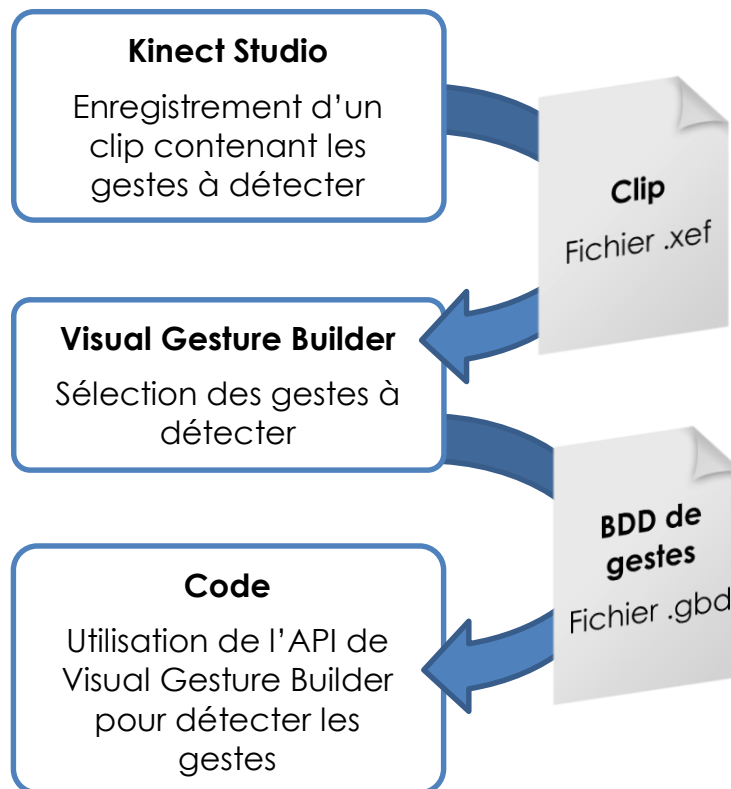 Kinect Studio
Enregistrement d’un
clip contenant les
gestes à détecter
Clip
Fichier .xef
Visual Gesture Builder
Sélection des gestes à
détecter
BDD de
gestes
Fichier .gbd
Code
Utilisation de l’API de
Visual Gesture Builder
pour détecter les
gestes